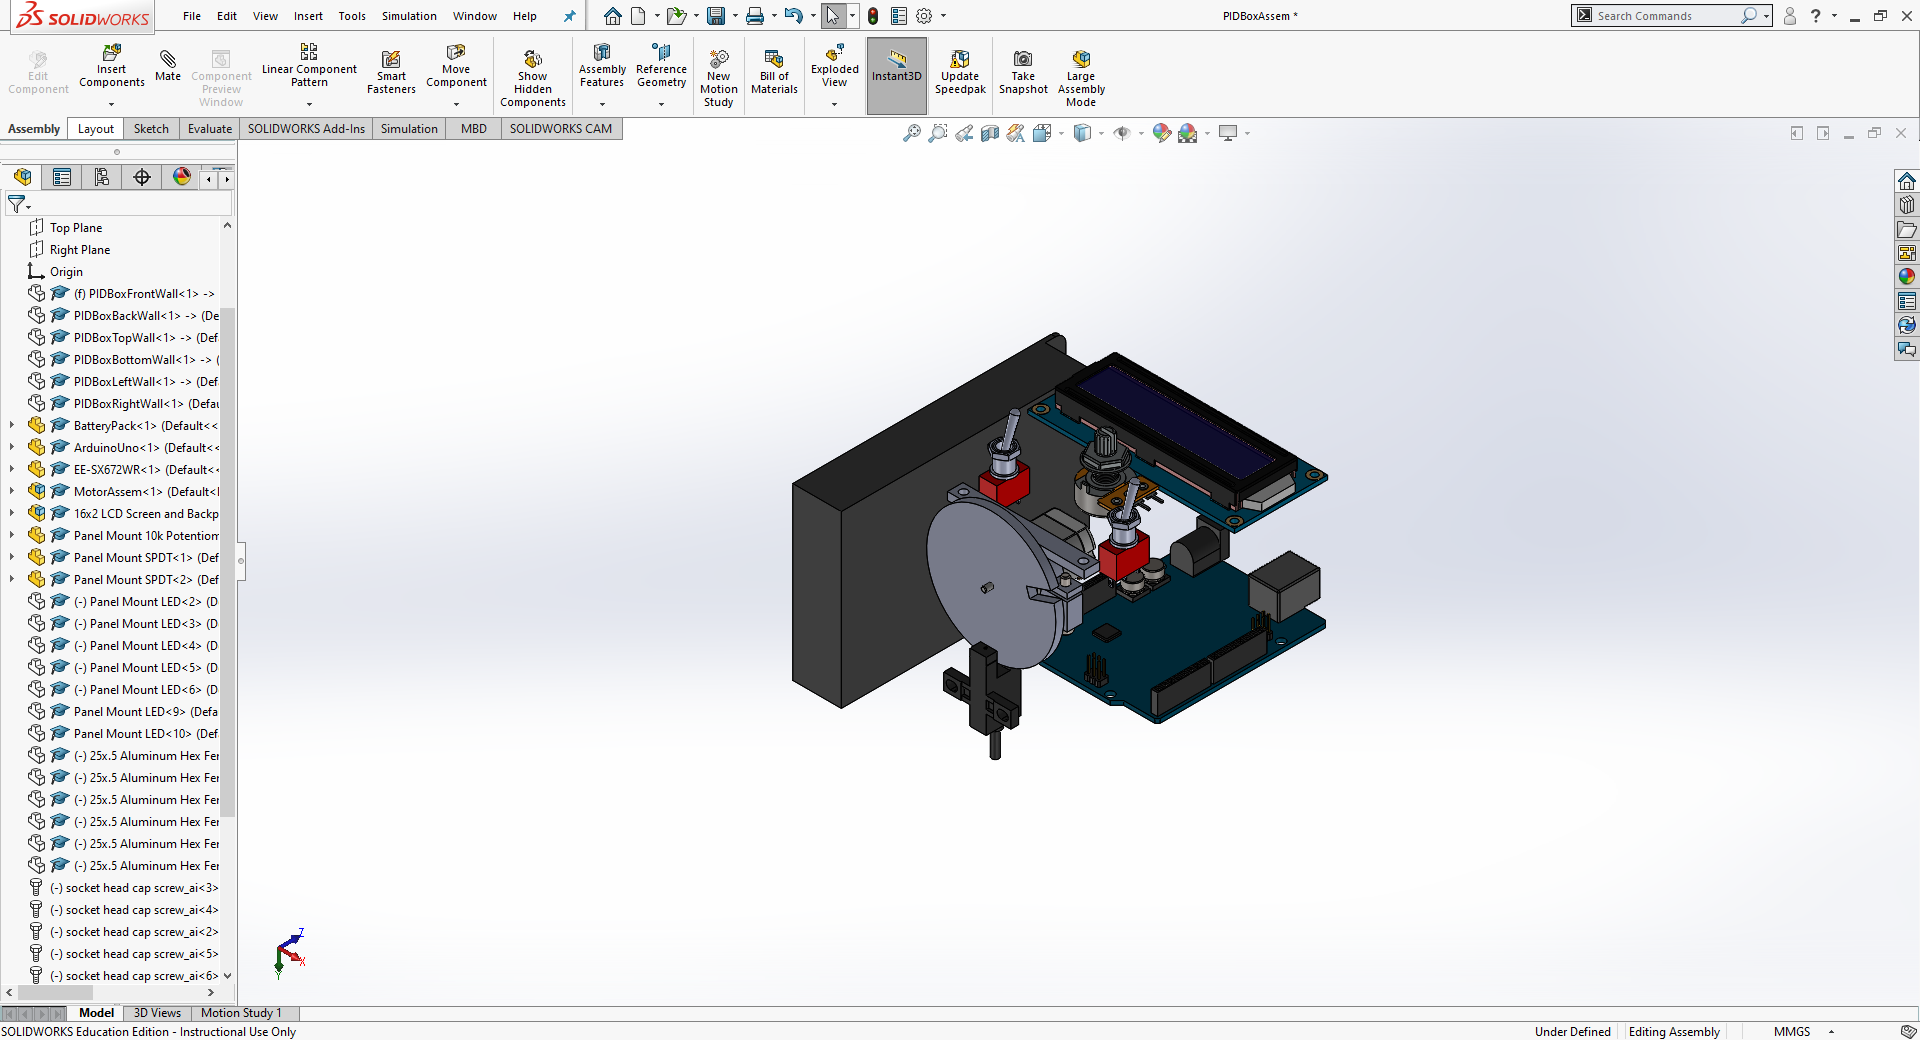 SOLIDWORKS
File Edit View Insert Tools Simulation Window Help
PIDBoxAssem *
Search Commands
?
Edit Component
Insert Components
Mate
Component Preview Window
Linear Component Pattern
Smart Fasteners
Move Component
Show Hidden Components
Assembly Features
Reference Geometry
New Motion Study
Bill of Materials
Exploded View
Instant3D
Update Speedpak
Take Snapshot
Large Assembly Mode
Assembly Layout Sketch Evaluate SOLIDWORKS Add-Ins Simulation MBD SOLIDWORKS CAM
Top Plane
Right Plane
Origin
(f) PIDBoxFrontWall<1> ->
PIDBoxBackWall<1> -> (De
PIDBoxTopWall<1> -> (Def
PIDBoxBottomWall<1> -> (
PIDBoxLeftWall<1> -> (Def
PIDBoxRightWall<1> (Defau
BatteryPack<1> (Default<<
ArduinoUno<1> (Default<<
EE-SX672WR<1> (Default<<
MotorAssem<1> (Default<
16x2 LCD Screen and Backp
Panel Mount 10k Potention
Panel Mount SPDT<1> (Def
Panel Mount SPDT<2> (Def
(-) Panel Mount LED<2> (D
(-) Panel Mount LED<3> (D
(-) Panel Mount LED<4> (D
(-) Panel Mount LED<5> (D
(-) Panel Mount LED<6> (D
Panel Mount LED<9> (Defa
Panel Mount LED<10> (Def
(-) 25x.5 Aluminum Hex Fer
(-) 25x.5 Aluminum Hex Fer
(-) 25x.5 Aluminum Hex Fer
(-) 25x.5 Aluminum Hex Fer
(-) 25x.5 Aluminum Hex Fer
(-) 25x.5 Aluminum Hex Fer
(-) socket head cap screw_ai<3>
(-) socket head cap screw_ai<4>
(-) socket head cap screw_ai<2>
(-) socket head cap screw_ai<5>
(-) socket head cap screw_ai<6>
Z
X
Y
Model 3D Views Motion Study 1
SOLIDWORKS Education Edition - Instructional Use Only
Under Defined Editing Assembly MMGS